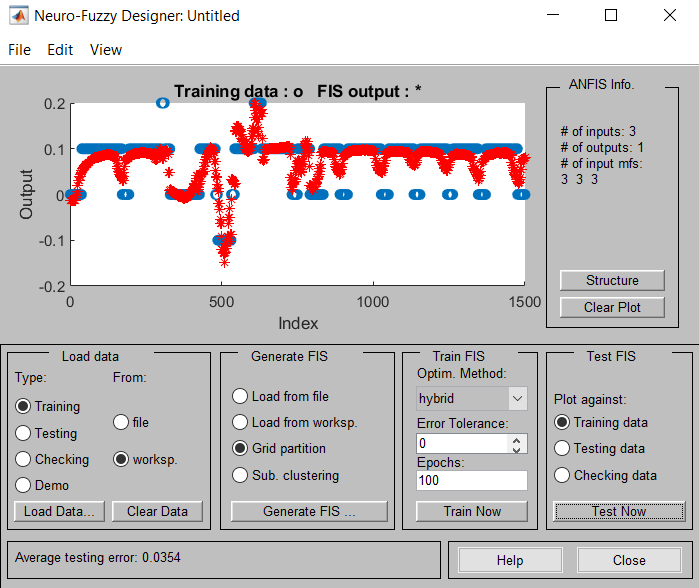 Neuro-Fuzzy Designer: Untitled
File Edit View
Training data : o FIS output : *
0.2
0.1
0
-0.1
-0.2
Output
0 500 1000 1500
Index
ANFIS Info.
# of inputs: 3
# of outputs: 1
# of input mfs:
3 3 3
Structure
Clear Plot
Load data
Type: From:
Training
Testing
Checking
Demo
file
worksp.
Load Data... Clear Data
Generate FIS
Load from file
Load from worksp.
Grid partition
Sub. clustering
Generate FIS ...
Train FIS
Optim. Method:
hybrid
Error Tolerance:
0
Epochs:
100
Train Now
Test FIS
Plot against:
Training data
Testing data
Checking data
Test Now
Average testing error: 0.0354
Help Close